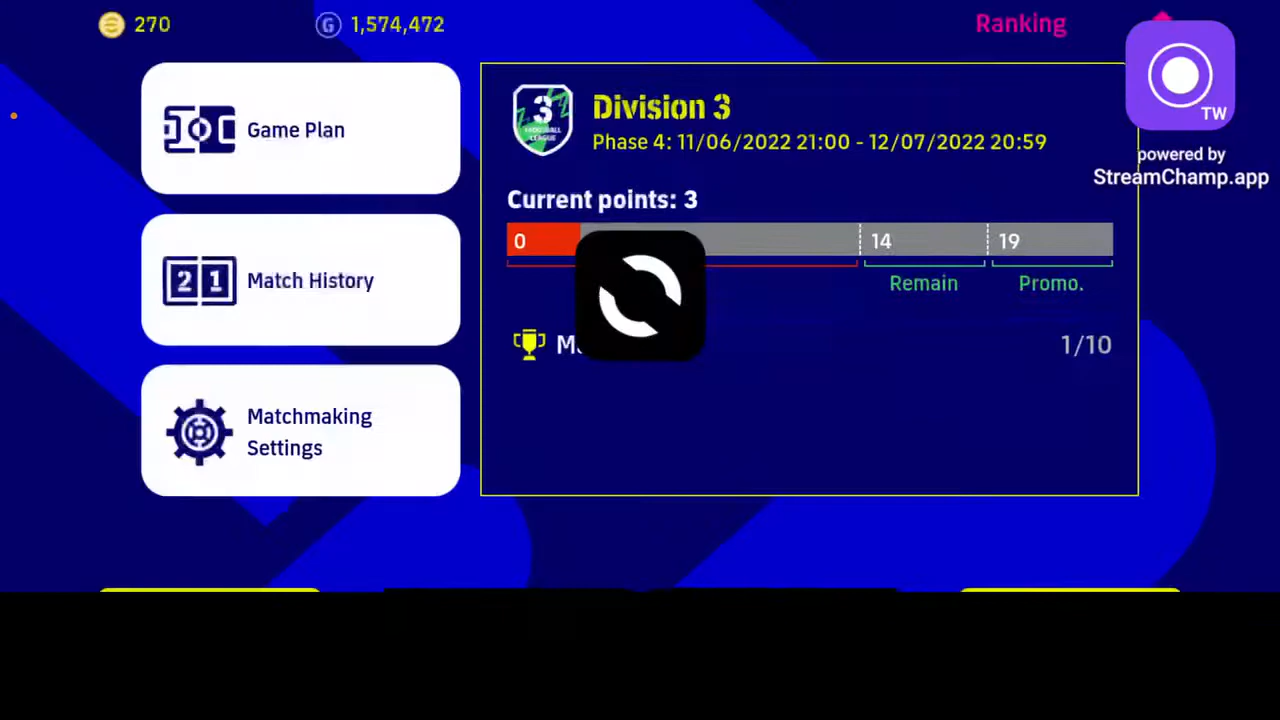 270
1,574,472
Ranking
Game Plan
Match History
Matchmaking
Settings
3
Division 3
Phase 4: 11/06/2022 21:00 - 12/07/2022 20:59
Current points: 3
0
14
19
Remain
Promo.
1/10
TW
powered by
StreamChamp.app